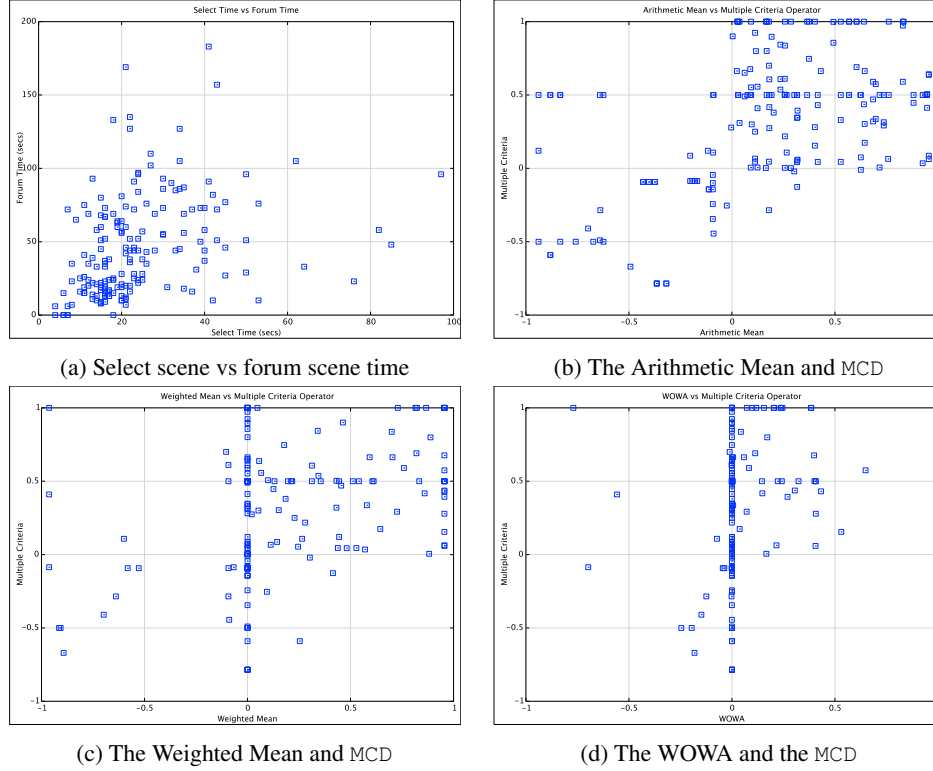 Select Time vs Forum Time
200
150
100
50
0
Forum Time (secs)
0 20 40 60 80 100
Select Time (secs)
(a) Select scene vs forum scene time
Arithmetic Mean vs Multiple Criteria Operator
1
0.5
0
-0.5
-1
Multiple Criteria
-1 -0.5 0 0.5
Arithmetic Mean
(b) The Arithmetic Mean and MCD
Weighted Mean vs Multiple Criteria Operator
1
0.5
0
-0.5
-1
Multiple Criteria
-1 -0.5 0 0.5 1
Weighted Mean
(c) The Weighted Mean and MCD
WOWA vs Multiple Criteria Operator
1
0.5
0
-0.5
-1
Multiple Criteria
-1 -0.5 0 0.5
WOWA
(d) The WOWA and the MCD